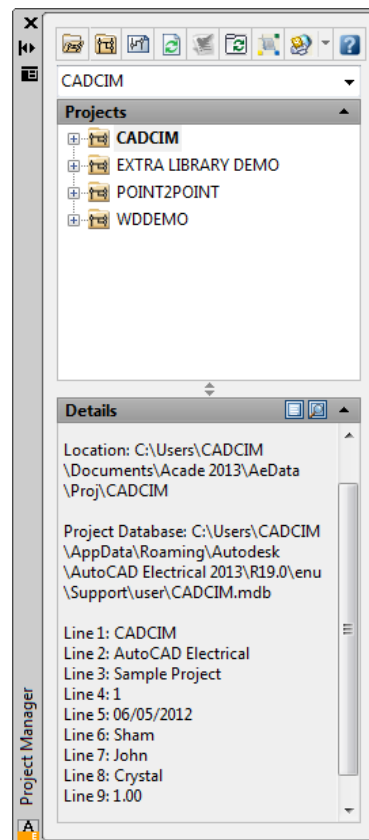 CADCIM
Projects
CADCIM
EXTRA LIBRARY DEMO
POINT2POINT
WDDEMO
Details
Location: C:\Users\CADCIM
\Documents\Acade 2013\AeData
\Proj\CADCIM
Project Database: C:\Users\CADCIM
\AppData\Roaming\Autodesk
\AutoCAD Electrical 2013\R19.0\enu
\Support\user\CADCIM.mdb
Line 1: CADCIM
Line 2: AutoCAD Electrical
Line 3: Sample Project
Line 4: 1
Line 5: 06/05/2012
Line 6: Sham
Line 7: John
Line 8: Crystal
Line 9: 1.00
Project Manager